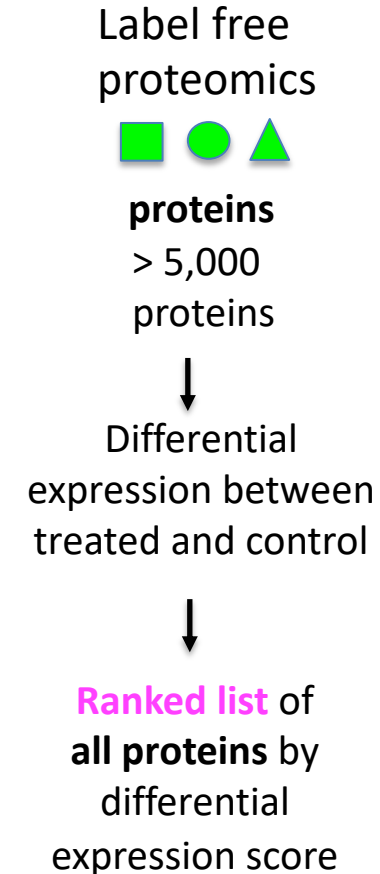 Label free
proteomics
proteins
> 5,000
proteins
Differential
expression between
treated and control
Ranked list of
all proteins by
differential
expression score